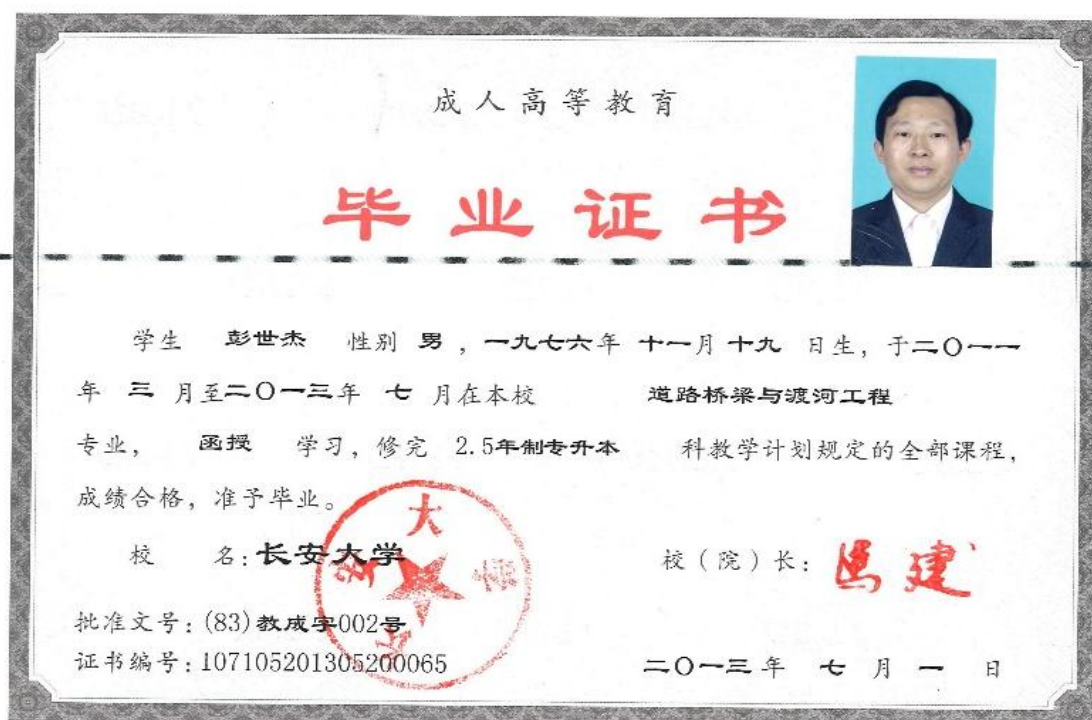 成人高等教育
毕业证书
学生 彭世杰 性别 男，一九七六年 十一月 十九 日生，于二〇一一
年 三 月至二〇一三年 七 月在本校 道路桥梁与渡河工程
专业， 函授 学习，修完 2.5年制专升本 科教学计划规定的全部课程，
成绩合格，准予毕业。
校 名：长安大学
校（院）长：马建
批准文号：(83)教成字002号
证书编号：107105201305200065
二〇一三年 七 月 一 日